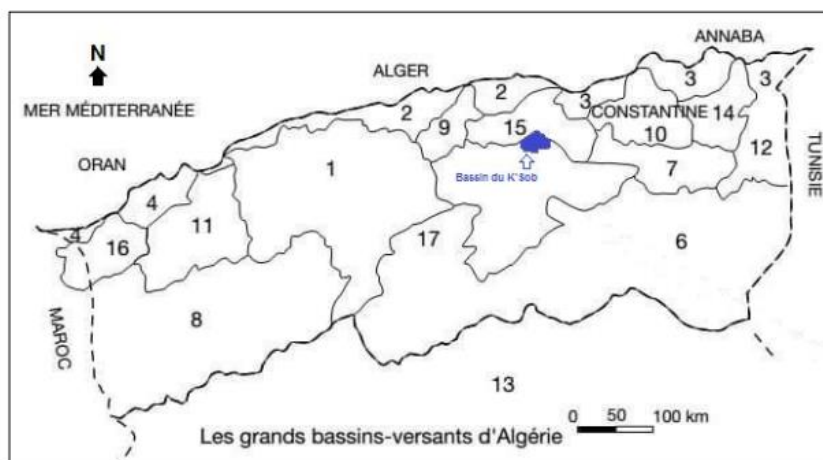 ANNABA
N
ALGER
3
3
2
MER MÉDITERRANÉE
2
3
CONSTANTINE
14
9
15
10
ORAN
12
TUNISIE
1
Bassin du K'sob
7
4
11
4
16
17
6
MAROC
8
13
0 50 100 km
Les grands bassins-versants d'Algérie